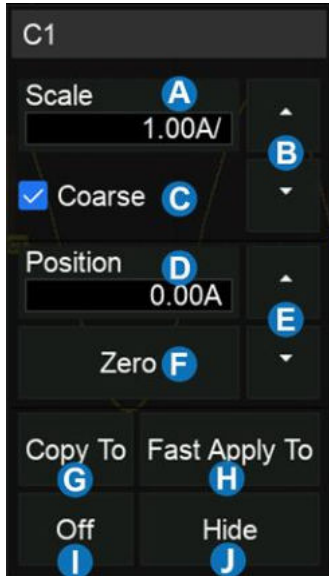 C1
Scale A
1.00A/
B
Coarse C
Position D
0.00A
E
Zero F
Copy To Fast Apply To
G H
Off Hide
I J